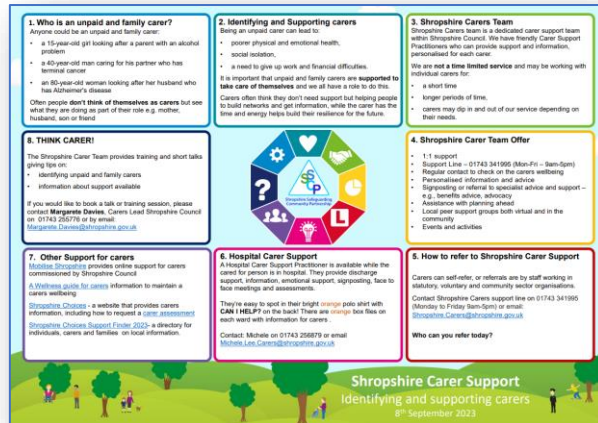 1. Who is an unpaid and family carer?
Anyone could be an unpaid and family carer:
• a 15-year-old girl looking after a parent with an alcohol
problem
• a 40-year-old man caring for his partner who has
terminal cancer
• an 80-year-old woman looking after her husband who
has Alzheimer's disease
Often people don't think of themselves as carers but see
what they are doing as part of their role e.g. mother,
husband, son or friend
2. Identifying and Supporting carers
Being an unpaid carer can lead to:
• poorer physical and emotional health,
• social isolation,
• a need to give up work and financial difficulties.
It is important that unpaid and family carers are supported to
take care of themselves and we all have a role to do this.
Carers often think they don't need support but helping people
to build networks and get information, while the carer has the
time and energy helps build their resilience for the future.
3. Shropshire Carers Team
Shropshire Carers team is a dedicated carer support team
within Shropshire Council. We have friendly Carer Support
Practitioners who can provide support and information,
personalised for each carer.
We are not a time limited service and may be working with
individual carers for:
• a short time
• longer periods of time,
• carers may dip in and out of our service depending on
their needs.
8. THINK CARER!
The Shropshire Carer Team provides training and short talks
giving tips on:
• identifying unpaid and family carers
• information about support available
If you would like to book a talk or training session, please
contact Margarete Davies, Carers Lead Shropshire Council
on 01743 255776 or by email:
Margarete.Davies@shropshire.gov.uk
?
L
SSCP
Shropshire Safeguarding
Community Partnership
4. Shropshire Carer Team Offer
• 1:1 support
• Support Line – 01743 341995 (Mon-Fri – 9am-5pm)
• Regular contact to check on the carers wellbeing
• Personalised information and advice
• Signposting or referral to specialist advice and support –
e.g., benefits advice, advocacy
• Assistance with planning ahead
• Local peer support groups both virtual and in the
community
• Events and activities
7. Other Support for carers
Mobilise Shropshire provides online support for carers
commissioned by Shropshire Council
A Wellness guide for carers information to maintain a
carers wellbeing
Shropshire Choices - a website that provides carers
information, including how to request a carer assessment
Shropshire Choices Support Finder 2023- a directory for
individuals, carers and families on local information.
6. Hospital Carer Support
A Hospital Carer Support Practitioner is available while the
cared for person is in hospital. They provide discharge
support, information, emotional support, signposting, face to
face meetings and assessments.
They're easy to spot in their bright orange polo shirt with
CAN I HELP? on the back! There are orange box files on
each ward with information for carers .
Contact: Michele on 01743 256879 or email
Michele.Lee.Carers@shropshire.gov.uk
5. How to refer to Shropshire Carer Support
Carers can self-refer, or referrals are by staff working in
statutory, voluntary and community sector organisations.
Contact Shropshire Carers support line on 01743 341995
(Monday to Friday 9am-5pm) or email:
Shropshire.Carers@shropshire.gov.uk
Who can you refer today?
Shropshire Carer Support
Identifying and supporting carers
8th September 2023